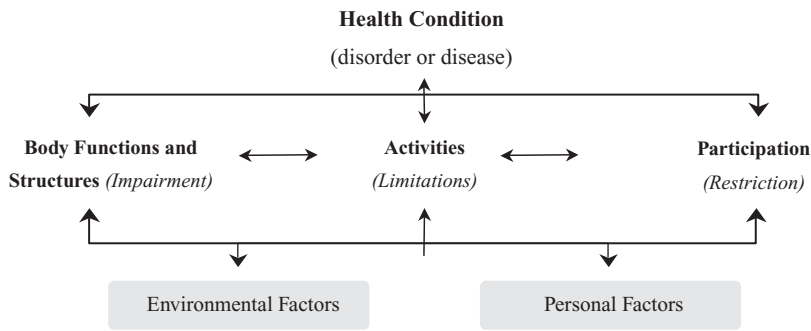 Health Condition
(disorder or disease)
Body Functions and
Structures (Impairment)
Activities
(Limitations)
Participation
(Restriction)
Environmental Factors
Personal Factors